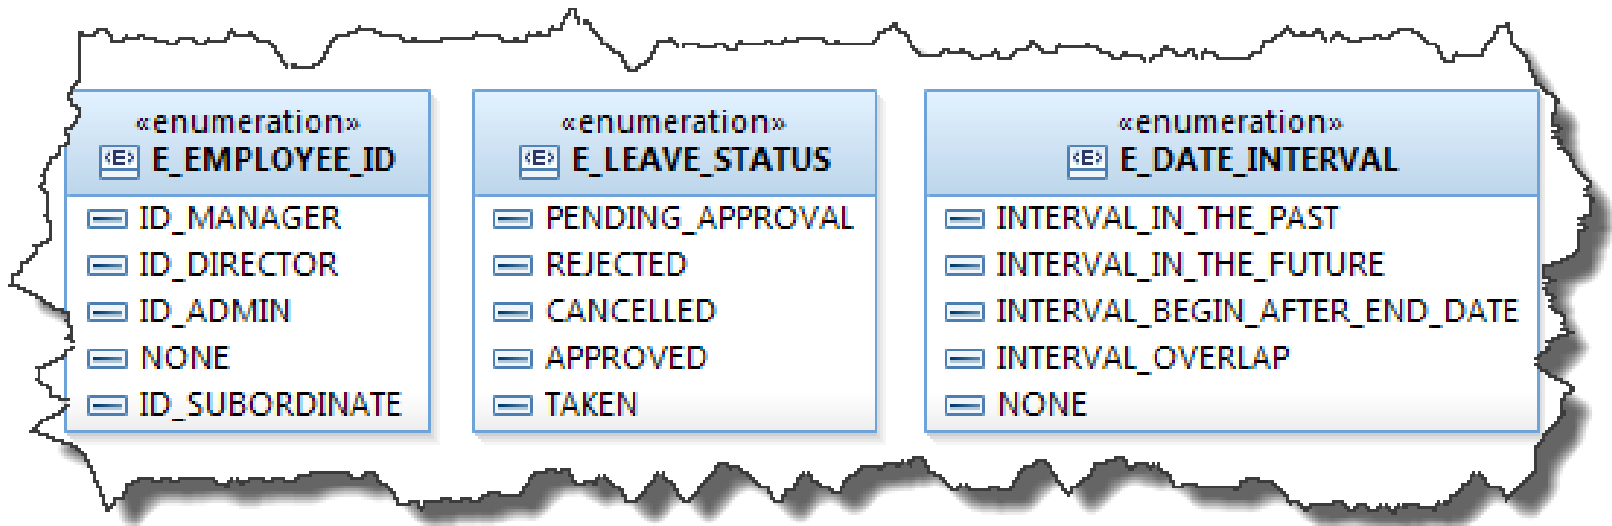 «enumeration»
E_EMPLOYEE_ID
ID_MANAGER
ID_DIRECTOR
ID_ADMIN
NONE
ID_SUBORDINATE
«enumeration»
E_LEAVE_STATUS
PENDING_APPROVAL
REJECTED
CANCELLED
APPROVED
TAKEN
«enumeration»
E_DATE_INTERVAL
INTERVAL_IN_THE_PAST
INTERVAL_IN_THE_FUTURE
INTERVAL_BEGIN_AFTER_END_DATE
INTERVAL_OVERLAP
NONE